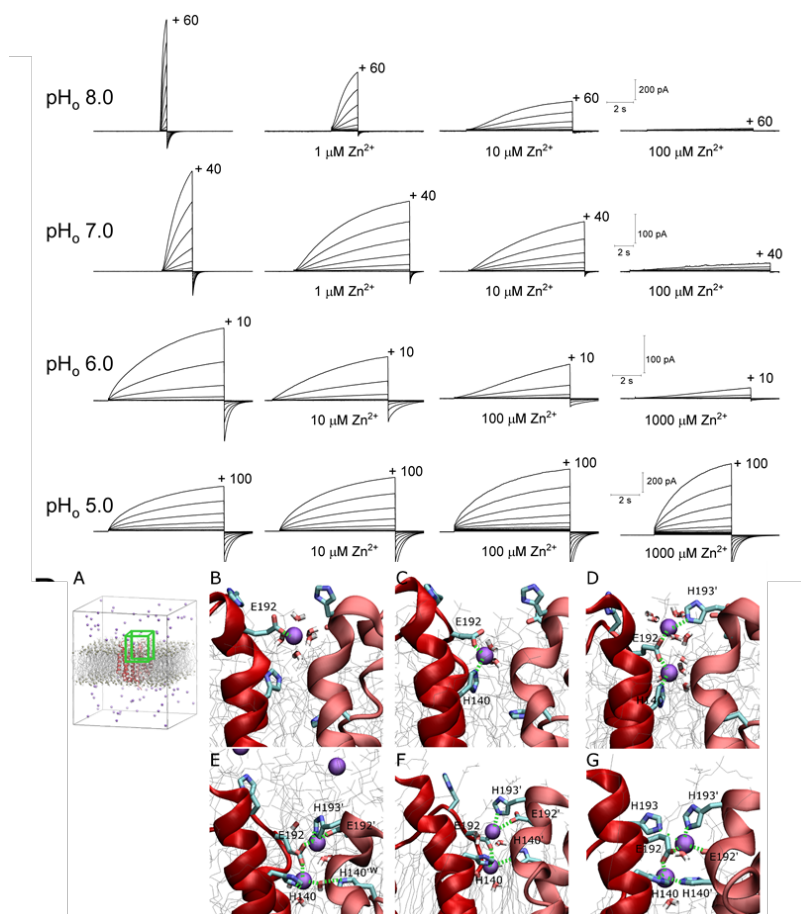 + 60
pHₒ 8.0
+60
+60
200 pA
2 s
+60
1 µM Zn²⁺
10 µM Zn²⁺
100 µM Zn²⁺
+ 40
pHₒ 7.0
+40
+40
100 pA
2 s
+40
1 µM Zn²⁺
10 µM Zn²⁺
100 µM Zn²⁺
+ 10
pHₒ 6.0
+10
+10
100 pA
2 s
+10
10 µM Zn²⁺
100 µM Zn²⁺
1000 µM Zn²⁺
pHₒ 5.0
+100
+100
+100
200 pA
2 s
+100
10 µM Zn²⁺
100 µM Zn²⁺
1000 µM Zn²⁺
A
B
E192
C
E192
H140
D
H193'
E192
H140
E
H193'
E192
E192'
H140
H140'ᵂ
F
H193'
E192
E192'
H140'
H140
G
H193
H193'
E192
E192'
H140
H140'